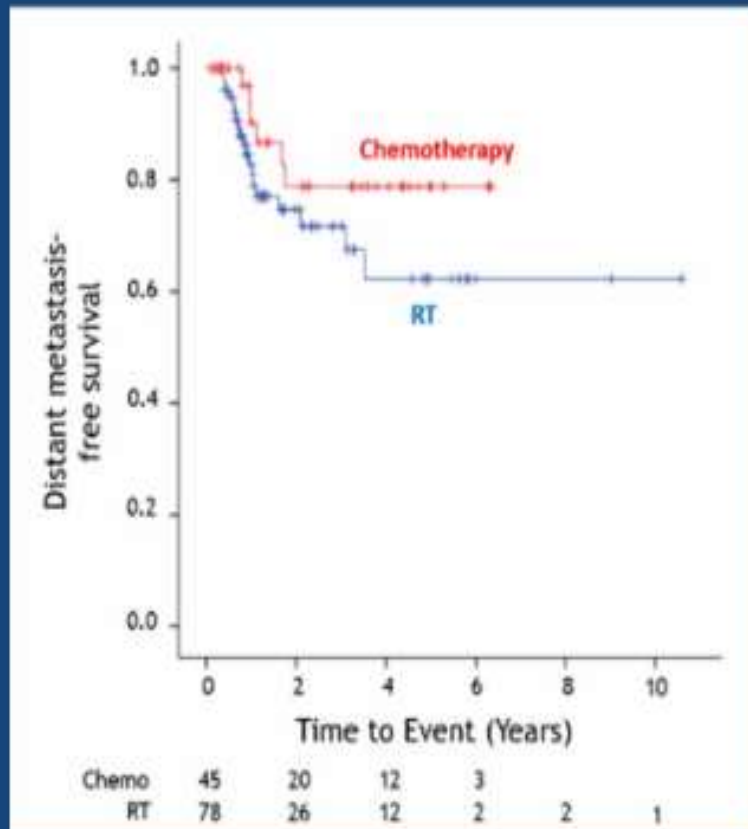 1.0
Chemotherapy
0.8
0.6
RT
0.4
0.2
0.0
Distant metastasis-
free survival
0 2 4 6 8 10
Time to Event (Years)
Chemo 45 20 12 3
RT 78 26 12 2 2 1